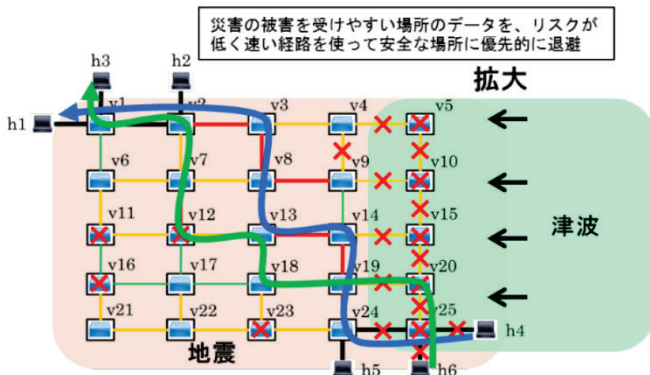 災害の被害を受けやすい場所のデータを、リスクが
低く速い経路を使って安全な場所に優先的に退避
h3 h2
拡大
v1 v2 v3 v4 v5
h1
v6 v7 v8 v9 v10
v11 v12 v13 v14 v15
津波
v16 v17 v18 v19 v20
v21 v22 v23 v24 v25
h4
地震
h5 h6